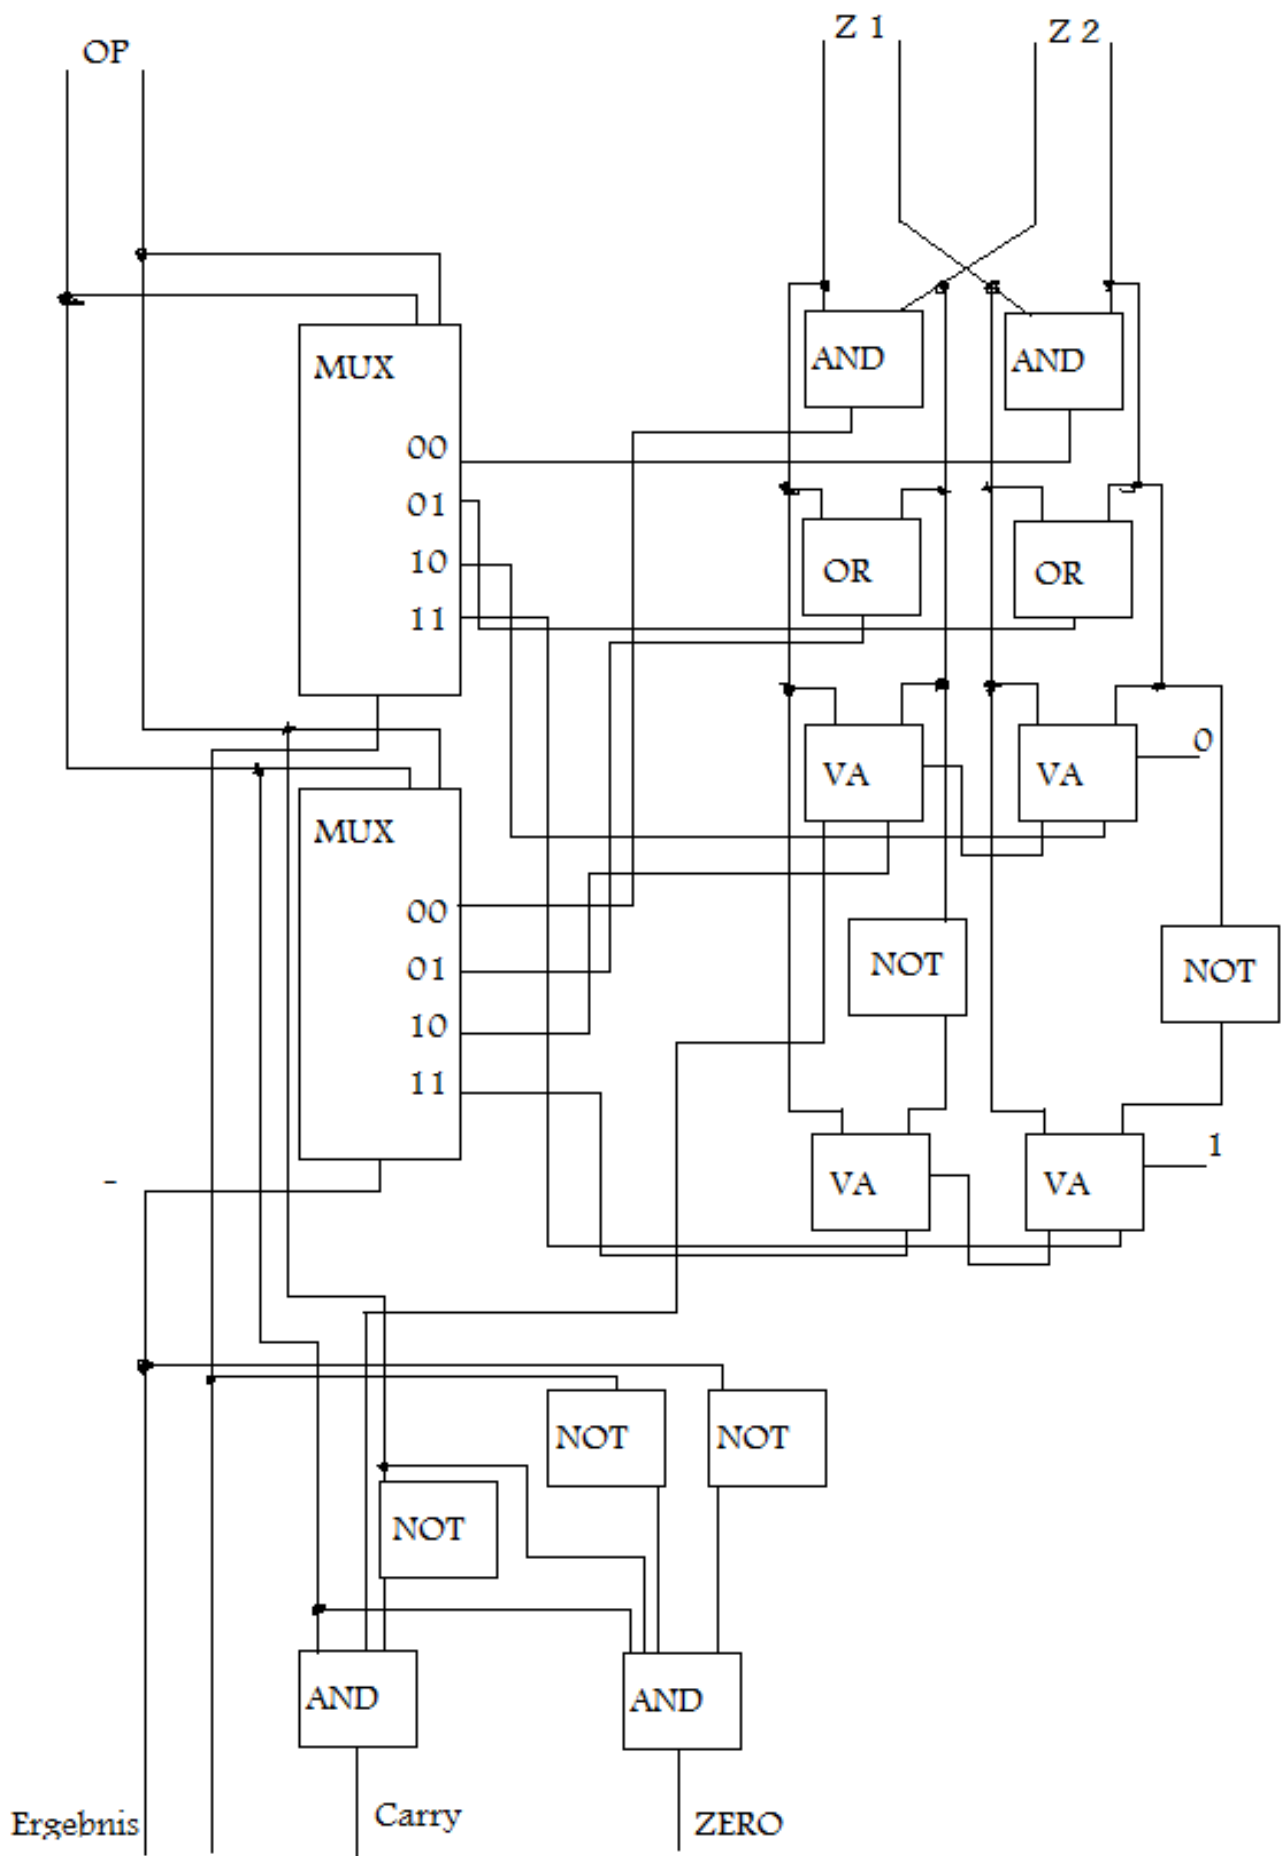 OP
Z 1
Z 2
MUX
00
01
10
11
AND
AND
OR
OR
VA
VA
0
MUX
00
01
10
11
NOT
NOT
-
VA
VA
1
NOT
NOT
NOT
AND
AND
Ergebnis
Carry
ZERO